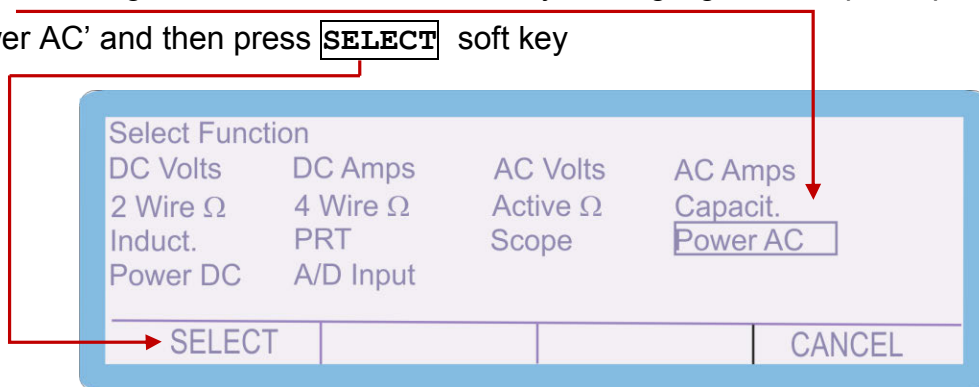 er AC’ and then press SELECT soft key
Select Function
DC Volts DC Amps AC Volts AC Amps
2 Wire Ω 4 Wire Ω Active Ω Capacit.
Induct. PRT Scope Power AC
Power DC A/D Input
SELECT CANCEL